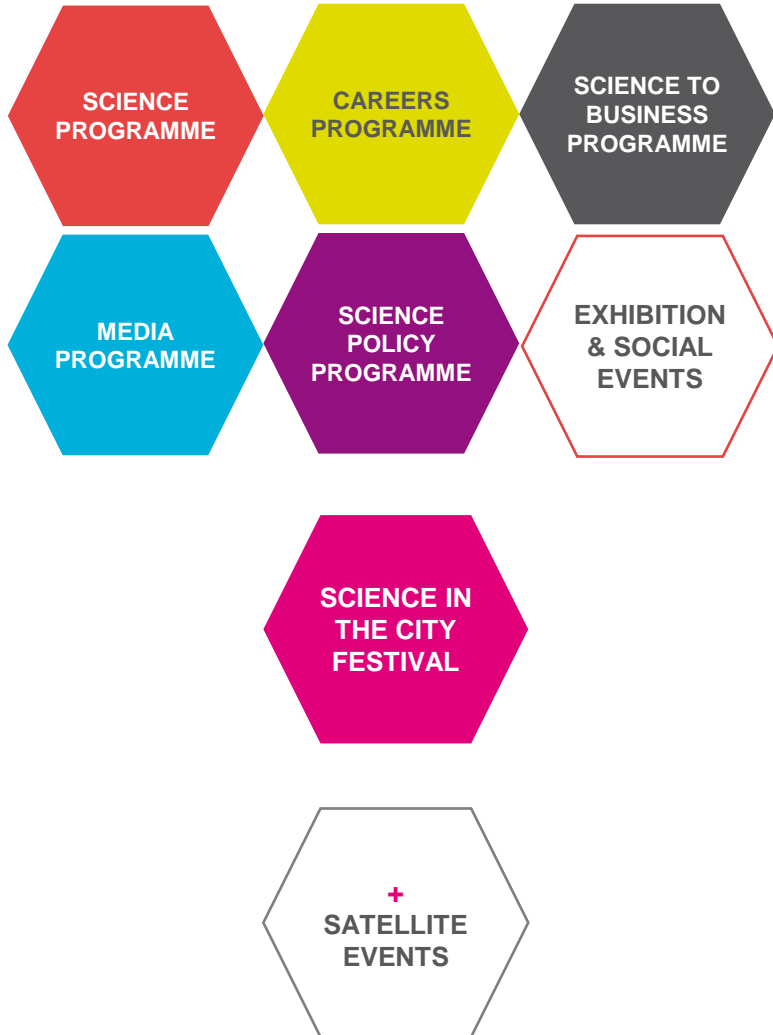 SCIENCE
PROGRAMME
CAREERS
PROGRAMME
SCIENCE TO
BUSINESS
PROGRAMME
MEDIA
PROGRAMME
SCIENCE
POLICY
PROGRAMME
EXHIBITION
& SOCIAL
EVENTS
SCIENCE IN
THE CITY
FESTIVAL
+
SATELLITE
EVENTS